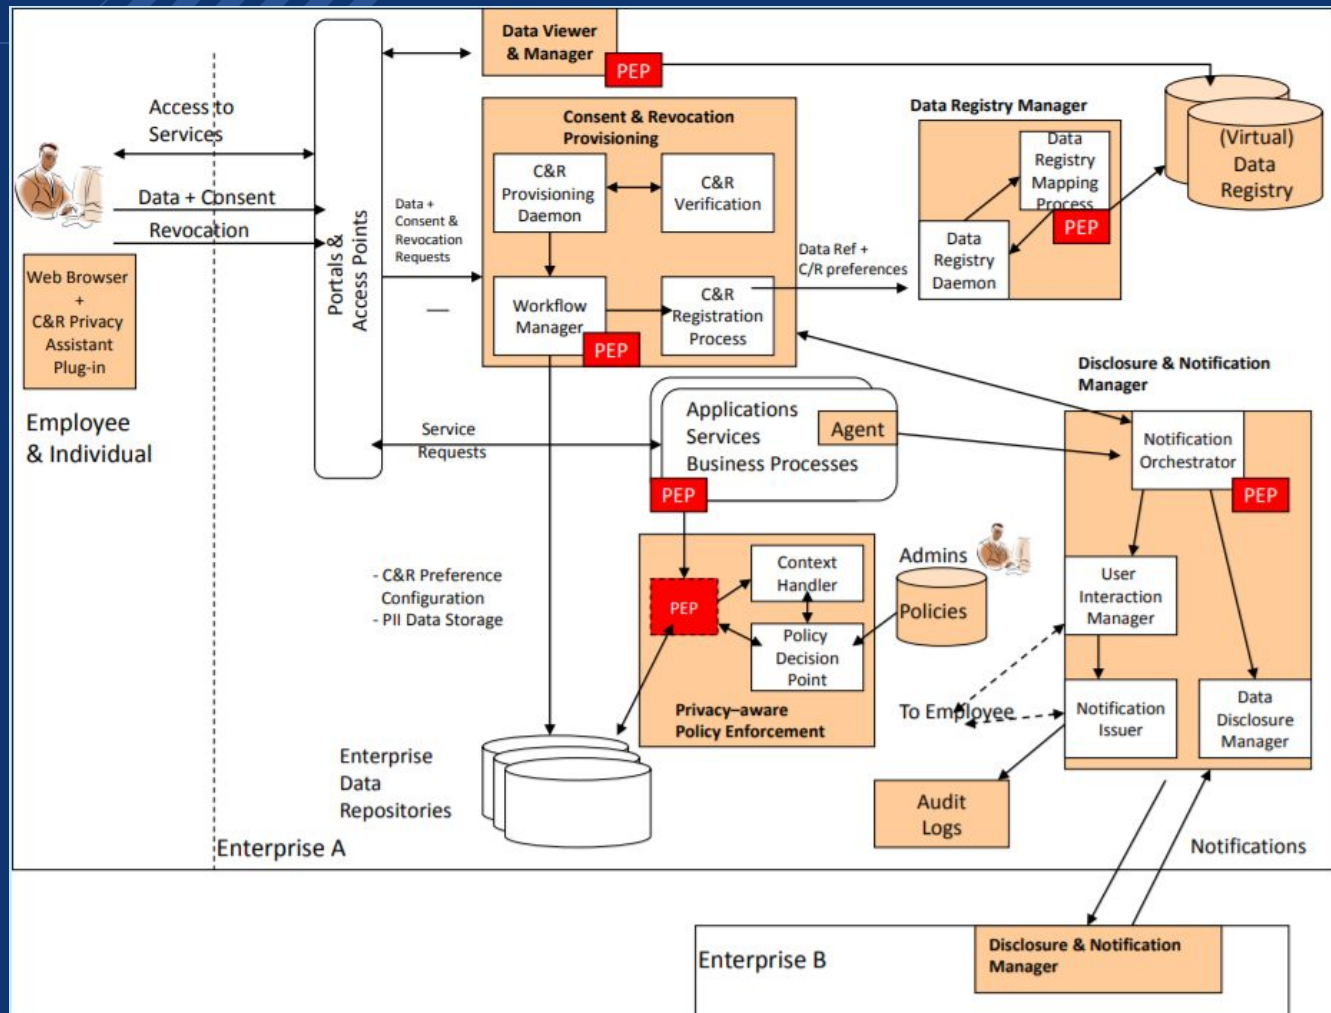 Data Viewer
& Manager
PEP
Access to
Services
Data + Consent
Revocation
Web Browser
+
C&R Privacy
Assistant
Plug-in
Employee
& Individual
Portals &
Access Points
Data +
Consent &
Revocation
Requests
Consent & Revocation
Provisioning
C&R
Provisioning
Daemon
C&R
Verification
Workflow
Manager
PEP
C&R
Registration
Process
Data Ref +
C/R preferences
Data Registry Manager
Data
Registry
Mapping
Process
PEP
Data
Registry
Daemon
(Virtual)
Data
Registry
Disclosure & Notification
Manager
Notification
Orchestrator
PEP
User
Interaction
Manager
Notification
Issuer
Data
Disclosure
Manager
Service
Requests
Applications
Services
Business Processes
Agent
PEP
- C&R Preference
Configuration
- PII Data Storage
PEP
Context
Handler
Policy
Decision
Point
Privacy–aware
Policy Enforcement
Admins
Policies
To Employee
Enterprise
Data
Repositories
Audit
Logs
Enterprise A
Notifications
Enterprise B
Disclosure & Notification
Manager